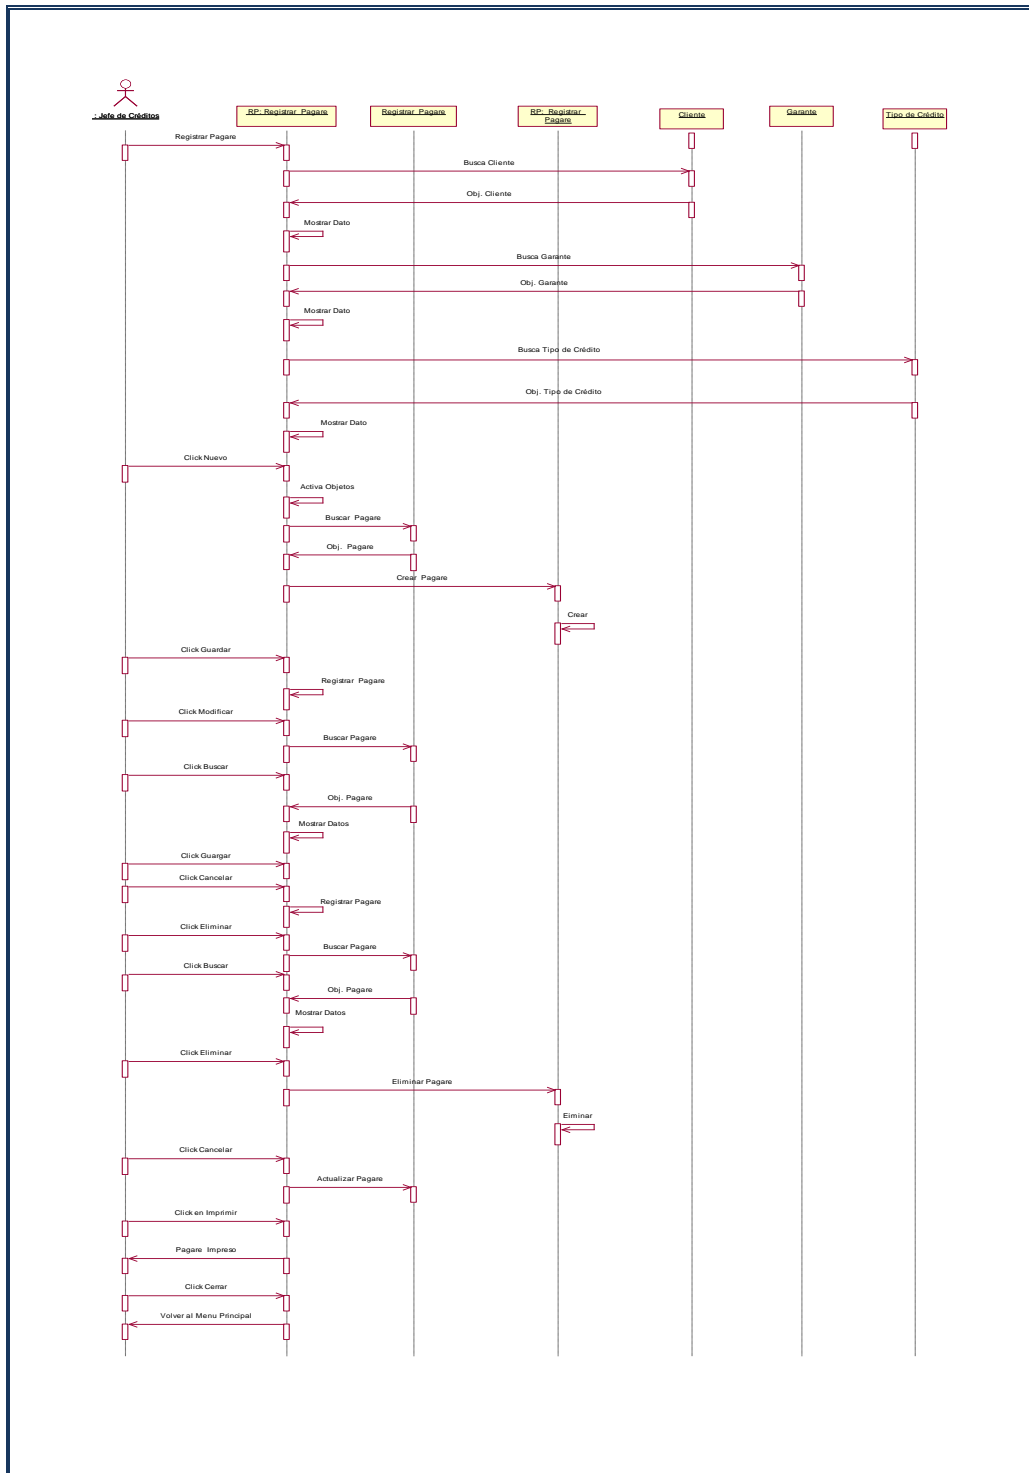 : Jefe de Créditos
RP: Registrar Pagare
Registrar Pagare
RP: Registrar
Pagare
Cliente
Garante
Tipo de Crédito
Registrar Pagare
Busca Cliente
Obj. Cliente
Mostrar Dato
Busca Garante
Obj. Garante
Mostrar Dato
Busca Tipo de Crédito
Obj. Tipo de Crédito
Mostrar Dato
Click Nuevo
Activa Objetos
Buscar Pagare
Obj. Pagare
Crear Pagare
Crear
Click Guardar
Registrar Pagare
Click Modificar
Buscar Pagare
Click Buscar
Obj. Pagare
Mostrar Datos
Click Guargar
Click Cancelar
Registrar Pagare
Click Eliminar
Buscar Pagare
Click Buscar
Obj. Pagare
Mostrar Datos
Click Eliminar
Eliminar Pagare
Eiminar
Click Cancelar
Actualizar Pagare
Click en Imprimir
Pagare Impreso
Click Cerrar
Volver al Menu Principal